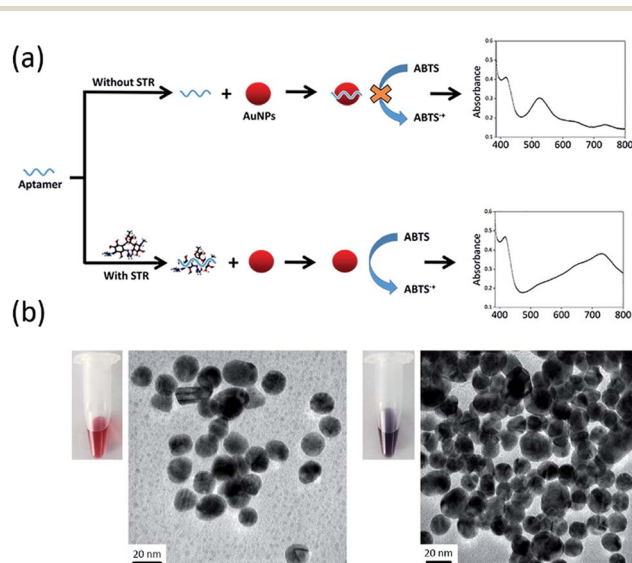 (a)
Without STR
+
AuNPs
ABTS
ABTS·+
Absorbance
0.6
0.5
0.4
0.3
0.2
0.1
400 500 600 700 800
Aptamer
With STR
+
ABTS
ABTS·+
Absorbance
0.6
0.5
0.4
0.3
0.2
0.1
400 500 600 700 800
(b)
20 nm
20 nm